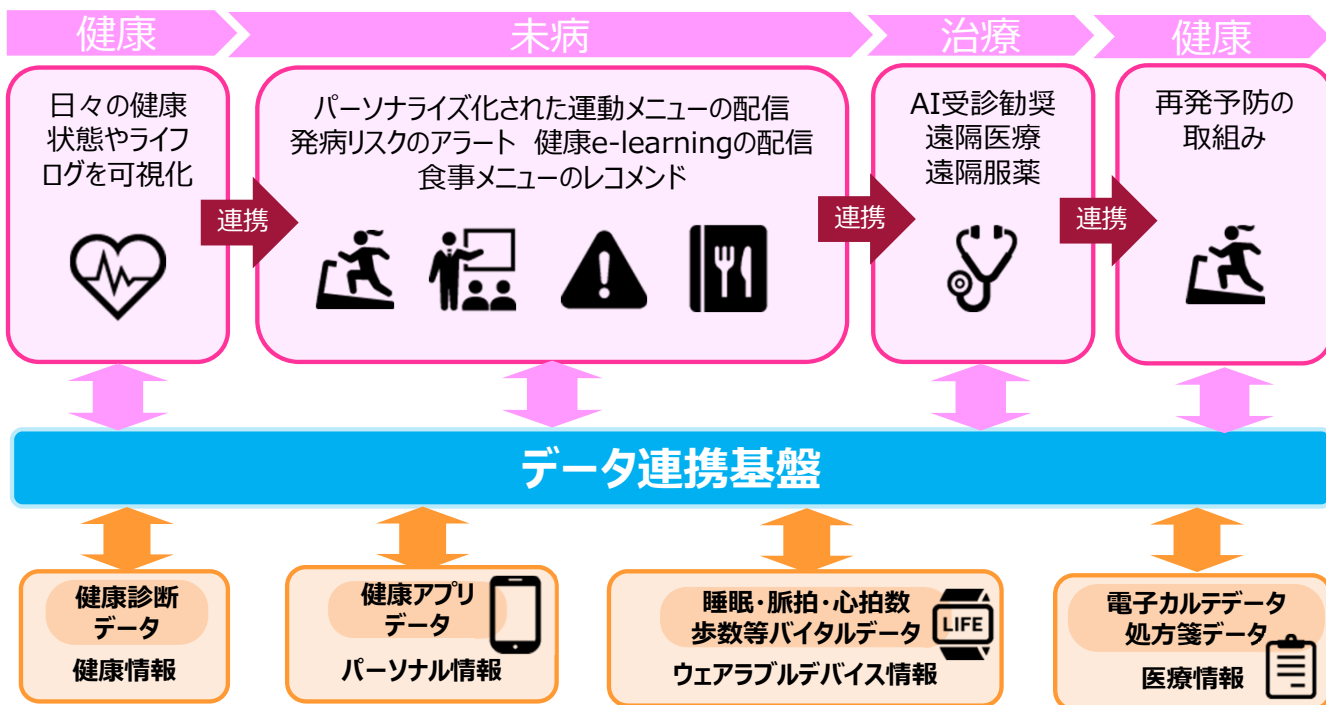 健康
未病
治療
健康
日々の健康
状態やライフ
ログを可視化
連携
パーソナライズ化された運動メニューの配信
発病リスクのアラート 健康e-learningの配信
食事メニューのレコメンド
連携
AI受診勧奨
遠隔医療
遠隔服薬
連携
再発予防の
取組み
データ連携基盤
健康診断
データ
健康情報
健康アプリ
データ
パーソナル情報
睡眠・脈拍・心拍数
歩数等バイタルデータ
LIFE
ウェアラブルデバイス情報
電子カルテデータ
処方箋データ
医療情報